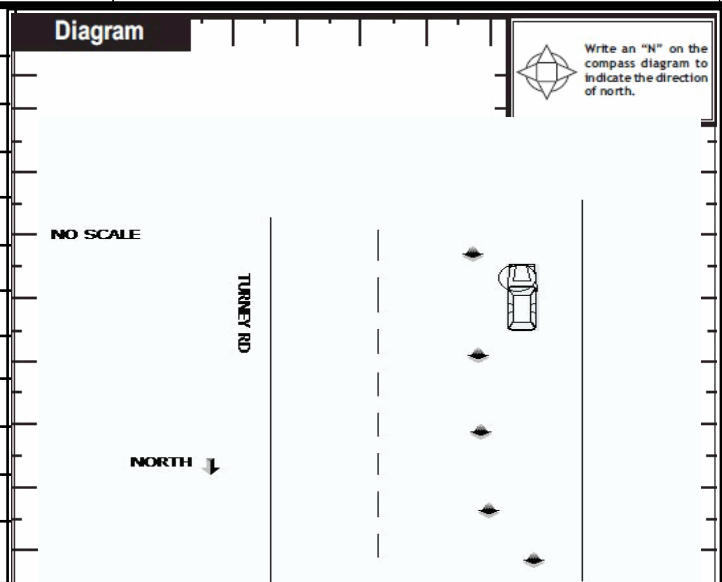 Diagram
Write an “N” on the
compass diagram to
indicate the direction
of north.
NO SCALE
TURNEY RD
NORTH